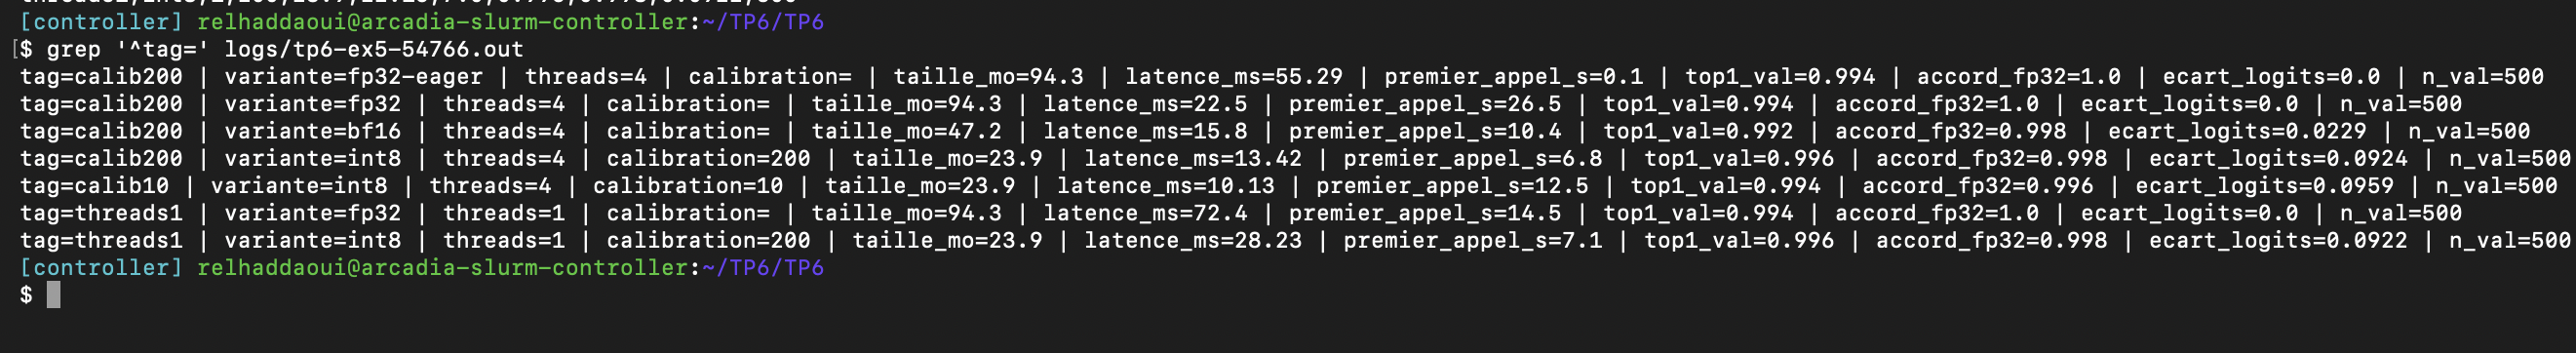 [controller] relhaddaoui@arcadia-slurm-controller:~/TP6/TP6
[$ grep '^tag=' logs/tp6-ex5-54766.out
tag=calib200 | variante=fp32-eager | threads=4 | calibration= | taille_mo=94.3 | latence_ms=55.29 | premier_appel_s=0.1 | top1_val=0.994 | accord_fp32=1.0 | ecart_logits=0.0 | n_val=500
tag=calib200 | variante=fp32 | threads=4 | calibration= | taille_mo=94.3 | latence_ms=22.5 | premier_appel_s=26.5 | top1_val=0.994 | accord_fp32=1.0 | ecart_logits=0.0 | n_val=500
tag=calib200 | variante=bf16 | threads=4 | calibration= | taille_mo=47.2 | latence_ms=15.8 | premier_appel_s=10.4 | top1_val=0.992 | accord_fp32=0.998 | ecart_logits=0.0229 | n_val=500
tag=calib200 | variante=int8 | threads=4 | calibration=200 | taille_mo=23.9 | latence_ms=13.42 | premier_appel_s=6.8 | top1_val=0.996 | accord_fp32=0.998 | ecart_logits=0.0924 | n_val=500
tag=calib10 | variante=int8 | threads=4 | calibration=10 | taille_mo=23.9 | latence_ms=10.13 | premier_appel_s=12.5 | top1_val=0.994 | accord_fp32=0.996 | ecart_logits=0.0959 | n_val=500
tag=threads1 | variante=fp32 | threads=1 | calibration= | taille_mo=94.3 | latence_ms=72.4 | premier_appel_s=14.5 | top1_val=0.994 | accord_fp32=1.0 | ecart_logits=0.0 | n_val=500
tag=threads1 | variante=int8 | threads=1 | calibration=200 | taille_mo=23.9 | latence_ms=28.23 | premier_appel_s=7.1 | top1_val=0.996 | accord_fp32=0.998 | ecart_logits=0.0922 | n_val=500
[controller] relhaddaoui@arcadia-slurm-controller:~/TP6/TP6
$